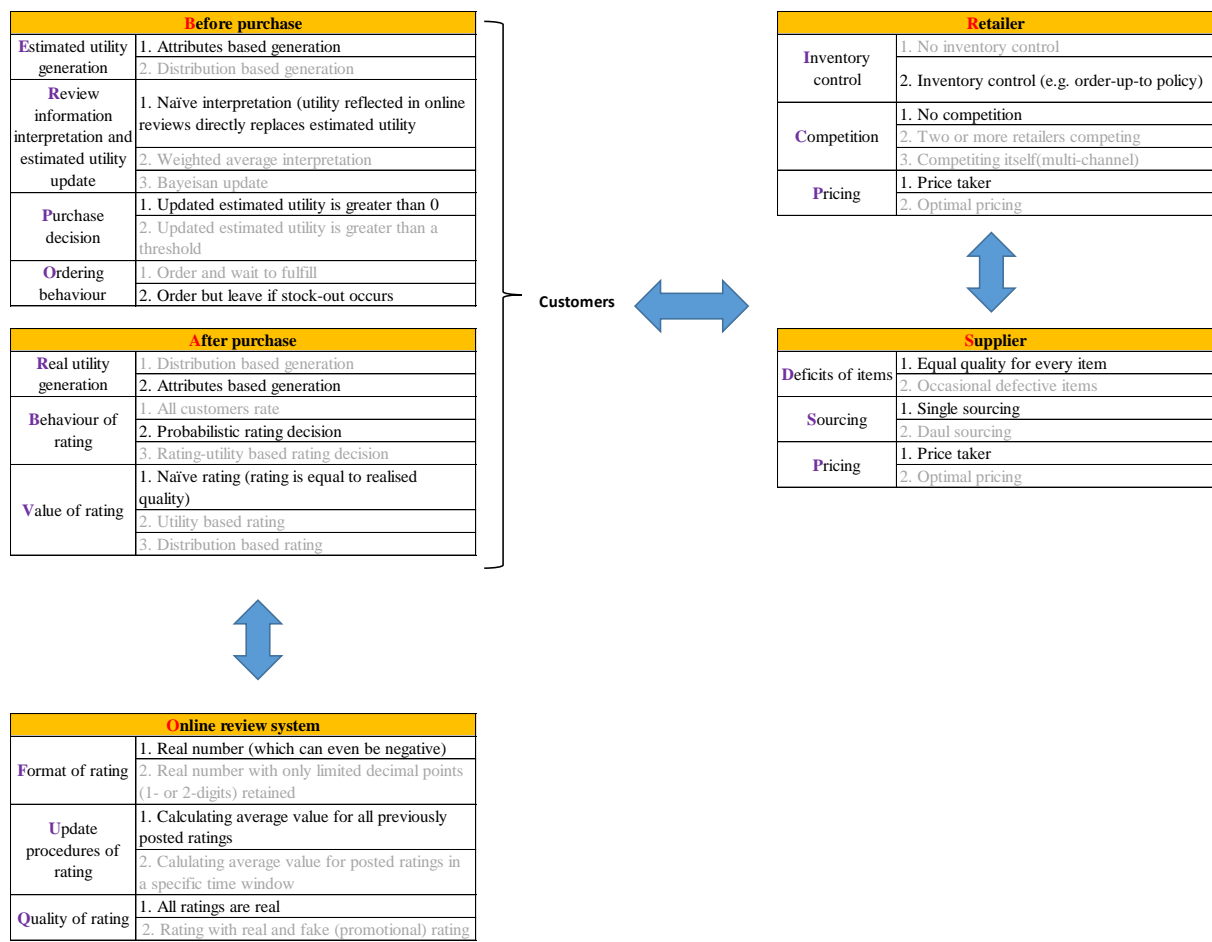 Before purchase
Estimated utility
generation
1. Attributes based generation
2. Distribution based generation
Review
information
interpretation and
estimated utility
update
1. Naïve interpretation (utility reflected in online
reviews directly replaces estimated utility
2. Weighted average interpretation
3. Bayeisan update
Purchase
decision
1. Updated estimated utility is greater than 0
2. Updated estimated utility is greater than a
threshold
Ordering
behaviour
1. Order and wait to fulfill
2. Order but leave if stock-out occurs
After purchase
Real utility
generation
1. Distribution based generation
2. Attributes based generation
Behaviour of
rating
1. All customers rate
2. Probabilistic rating decision
3. Rating-utility based rating decision
Value of rating
1. Naïve rating (rating is equal to realised
quality)
2. Utility based rating
3. Distribution based rating
Customers
Retailer
Inventory
control
1. No inventory control
2. Inventory control (e.g. order-up-to policy)
Competition
1. No competition
2. Two or more retailers competing
3. Competiting itself(multi-channel)
Pricing
1. Price taker
2. Optimal pricing
Supplier
Deficits of items
1. Equal quality for every item
2. Occasional defective items
Sourcing
1. Single sourcing
2. Daul sourcing
Pricing
1. Price taker
2. Optimal pricing
Online review system
Format of rating
1. Real number (which can even be negative)
2. Real number with only limited decimal points
(1- or 2-digits) retained
Update
procedures of
rating
1. Calculating average value for all previously
posted ratings
2. Calulating average value for posted ratings in
a specific time window
Quality of rating
1. All ratings are real
2. Rating with real and fake (promotional) rating